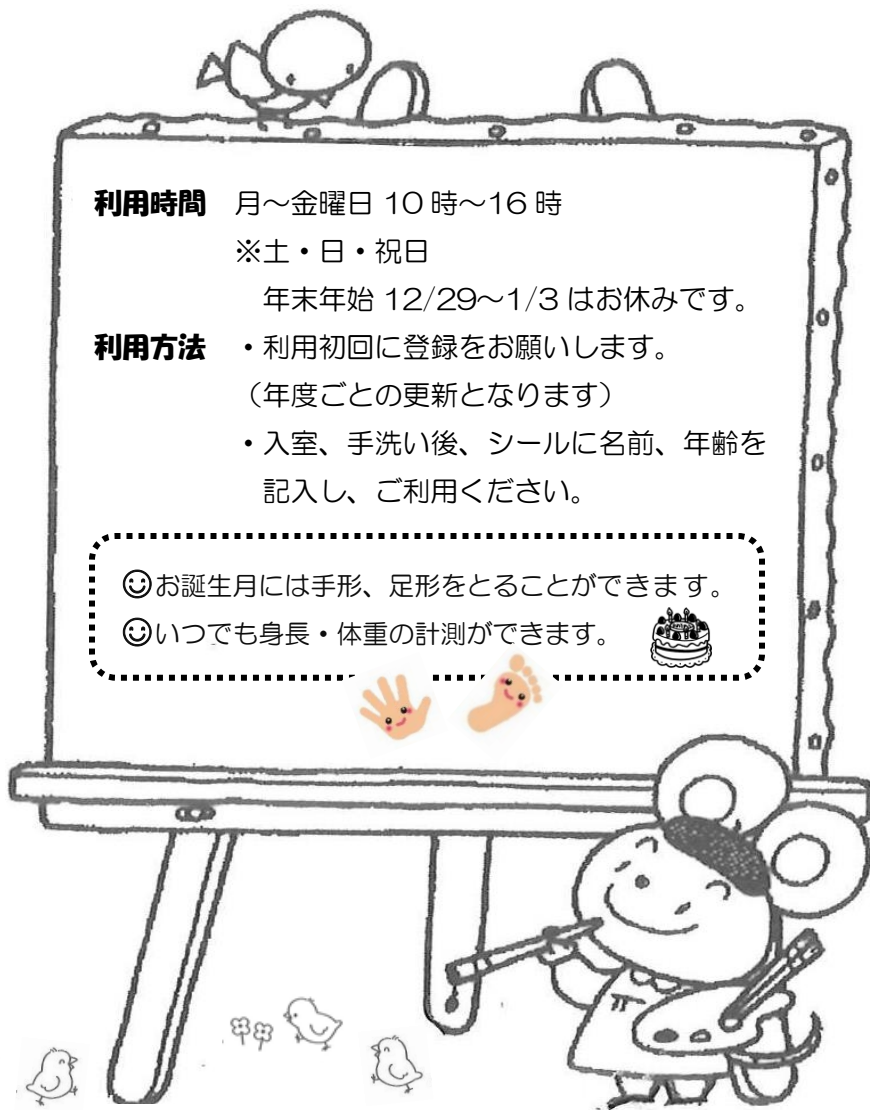 利用時間 月～金曜日 10時～16時
※土・日・祝日
年末年始 12/29～1/3 はお休みです。
利用方法 ・利用初回に登録をお願いします。
（年度ごとの更新となります）
・入室、手洗い後、シールに名前、年齢を
記入し、ご利用ください。
☺お誕生月には手形、足形をとることができます。
☺いつでも身長・体重の計測ができます。